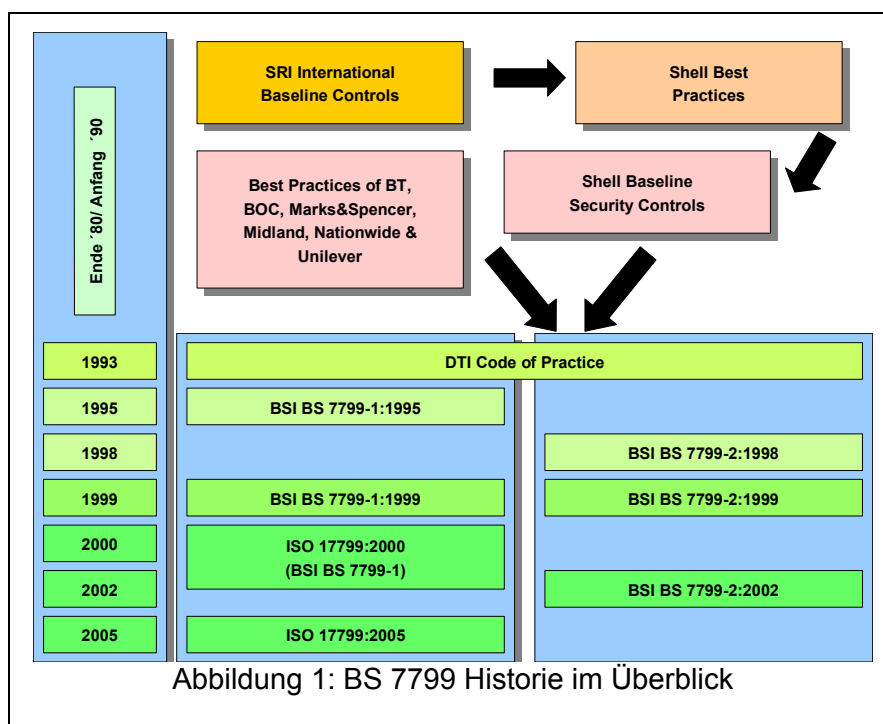 Ende ´80/ Anfang ´90
SRI International
Baseline Controls
Shell Best
Practices
Best Practices of BT,
BOC, Marks&Spencer,
Midland, Nationwide &
Unilever
Shell Baseline
Security Controls
1993
DTI Code of Practice
1995
BSI BS 7799-1:1995
1998
BSI BS 7799-2:1998
1999
BSI BS 7799-1:1999
BSI BS 7799-2:1999
2000
ISO 17799:2000
(BSI BS 7799-1)
2002
BSI BS 7799-2:2002
2005
ISO 17799:2005
Abbildung 1: BS 7799 Historie im Überblick